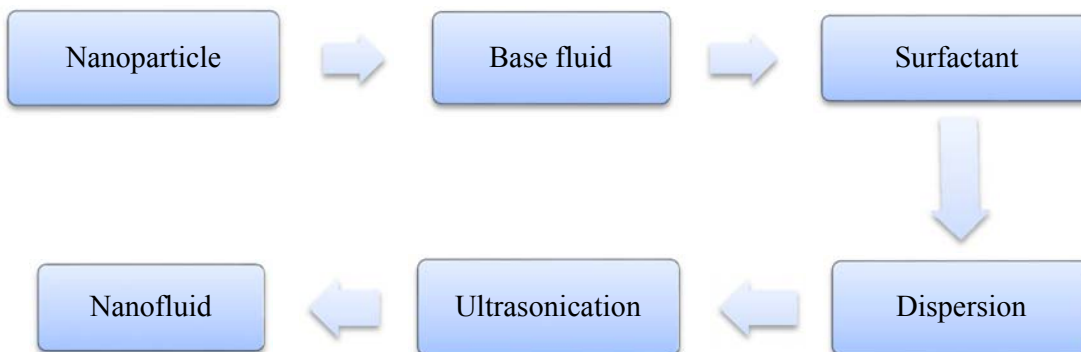 Nanoparticle
Base fluid
Surfactant
Dispersion
Ultrasonication
Nanofluid